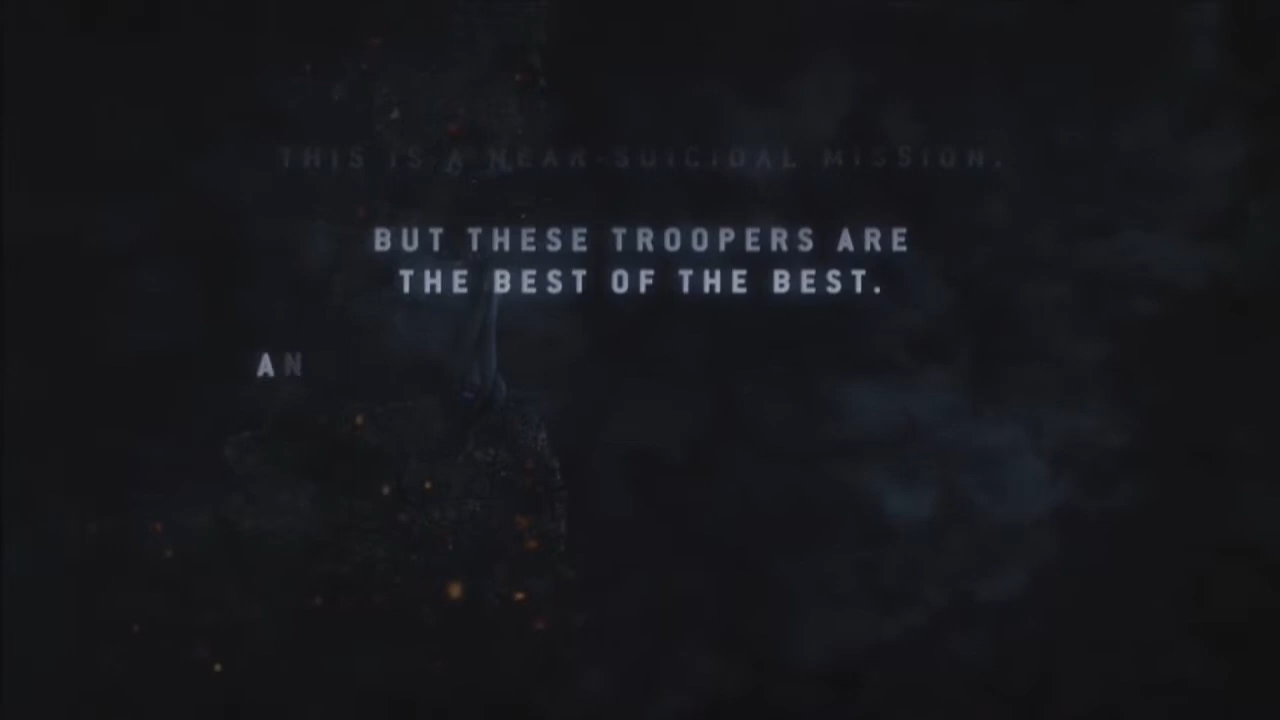 THIS IS A NEAR-SUICIDAL MISSION.
BUT THESE TROOPERS ARE
THE BEST OF THE BEST.
AN